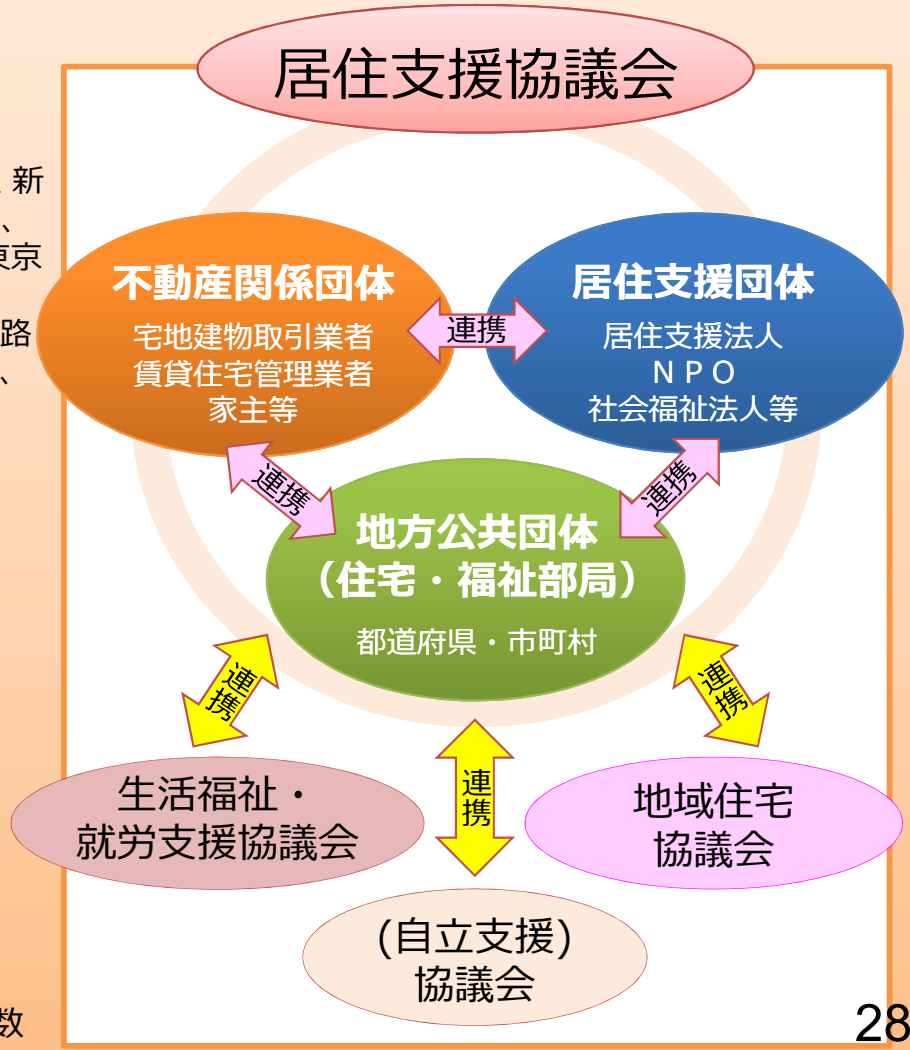 居住支援協議会
新
、
東京
路
、
不動産関係団体
宅地建物取引業者
賃貸住宅管理業者
家主等
連携
居住支援団体
居住支援法人
ＮＰＯ
社会福祉法人等
連携
連携
地方公共団体
（住宅・福祉部局）
都道府県・市町村
連携
連携
連携
生活福祉・
就労支援協議会
地域住宅
協議会
(自立支援)
協議会
数
28